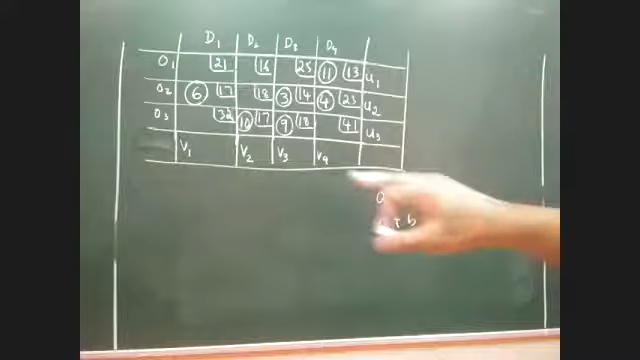 D1 D2 D3 D4
O1 21 16 25 11 13 u1
O2 6 17 18 3 14 4 23 u2
O3 32 10 17 9 18 41 u3
V1 V2 V3 V4